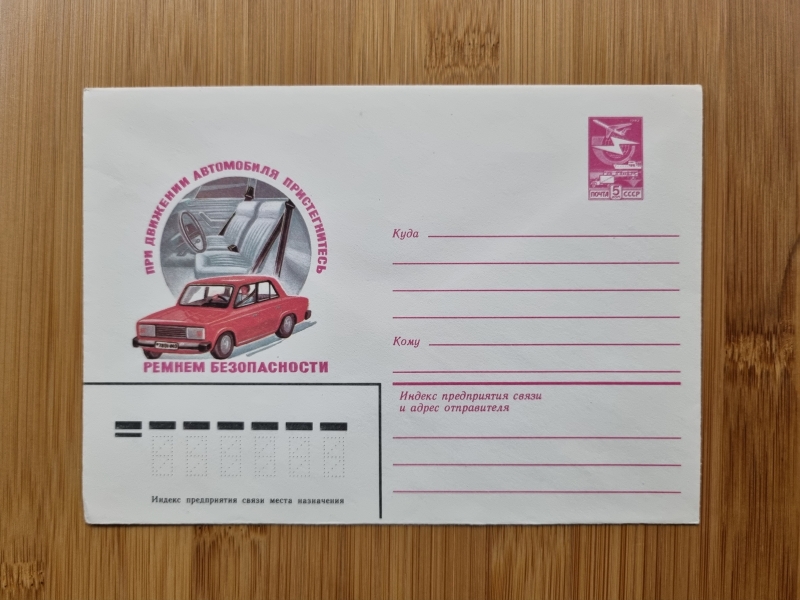 ПРИ ДВИЖЕНИИ АВТОМОБИЛЯ ПРИСТЕГНИТЕСЬ
РЕМНЕМ БЕЗОПАСНОСТИ
ПОЧТА 5 СССР
Куда
Кому
Индекс предприятия связи
и адрес отправителя
Индекс предприятия связи места назначения